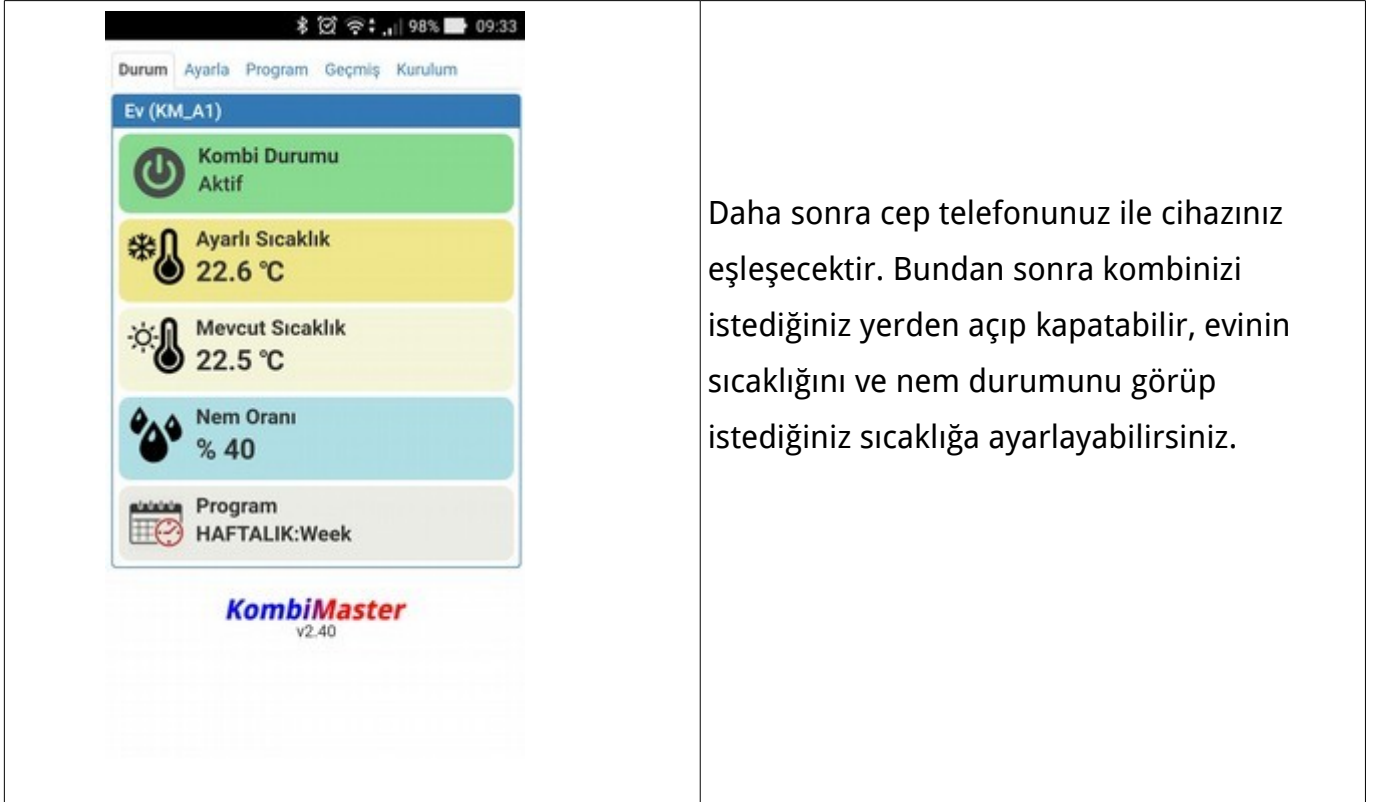 98% 09:33
Durum Ayarla Program Geçmiş Kurulum
Ev (KM_A1)
Kombi Durumu
Aktif
Ayarlı Sıcaklık
22.6 °C
Mevcut Sıcaklık
22.5 °C
Nem Oranı
% 40
Program
HAFTALIK:Week
KombiMaster
v2.40
Daha sonra cep telefonunuz ile cihazınız
eşleşecektir. Bundan sonra kombinizi
istediğiniz yerden açıp kapatabilir, evinin
sıcaklığını ve nem durumunu görüp
istediğiniz sıcaklığa ayarlayabilirsiniz.